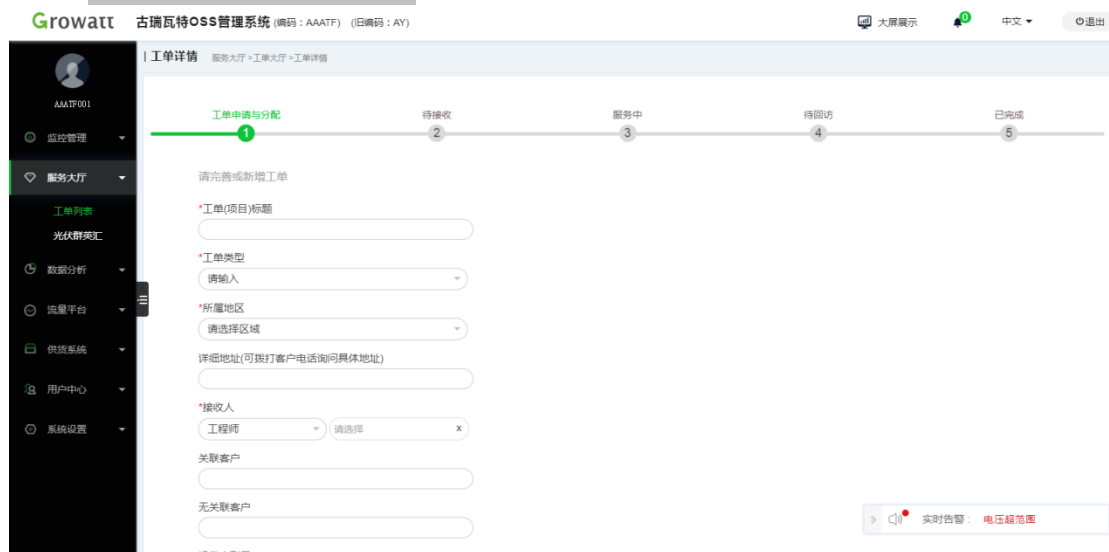 Growatt 古瑞瓦特OSS管理系统 (编码：AAATF) (旧编码：AY) 大屏展示 0 中文 退出
工单详情 服务大厅>工单大厅>工单详情
AAATF001
监控管理
服务大厅
工单列表
光伏群英汇
数据分析
流量平台
供货系统
用户中心
系统设置
工单申请与分配 待接收 服务中 待回访 已完成
1 2 3 4 5
请完善或新增工单
*工单(项目)标题
*工单类型
请输入
*所属地区
请选择区域
详细地址(可拨打客户电话询问具体地址)
*接收人
工程师 请选择 x
关联客户
无关联客户
实时告警： 电压超范围